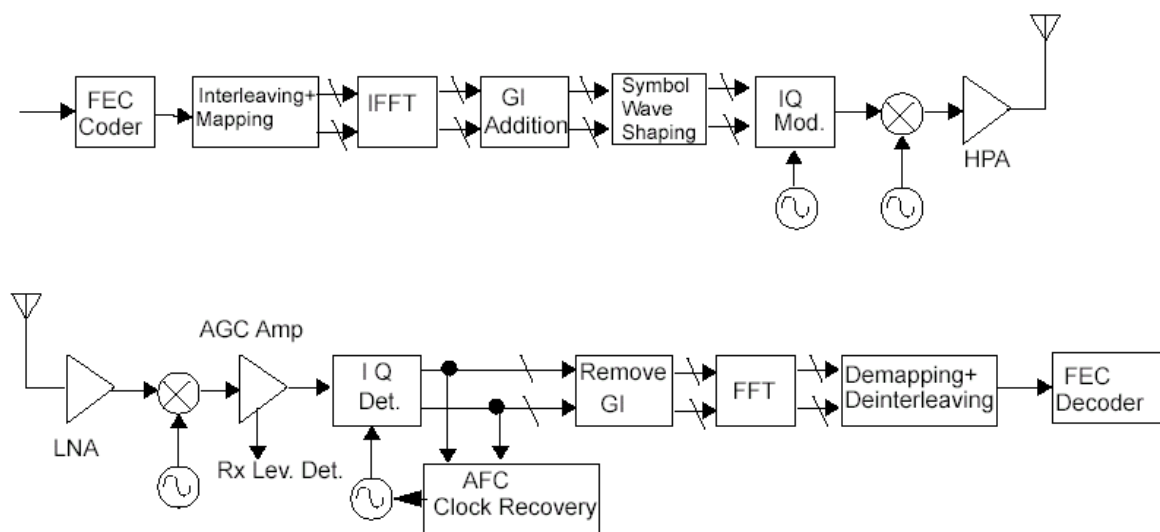 FEC
Coder
Interleaving+
Mapping
IFFT
GI
Addition
Symbol
Wave
Shaping
IQ
Mod.
HPA
AGC Amp
LNA
Rx Lev. Det.
I Q
Det.
AFC
Clock Recovery
Remove
GI
FFT
Demapping+
Deinterleaving
FEC
Decoder